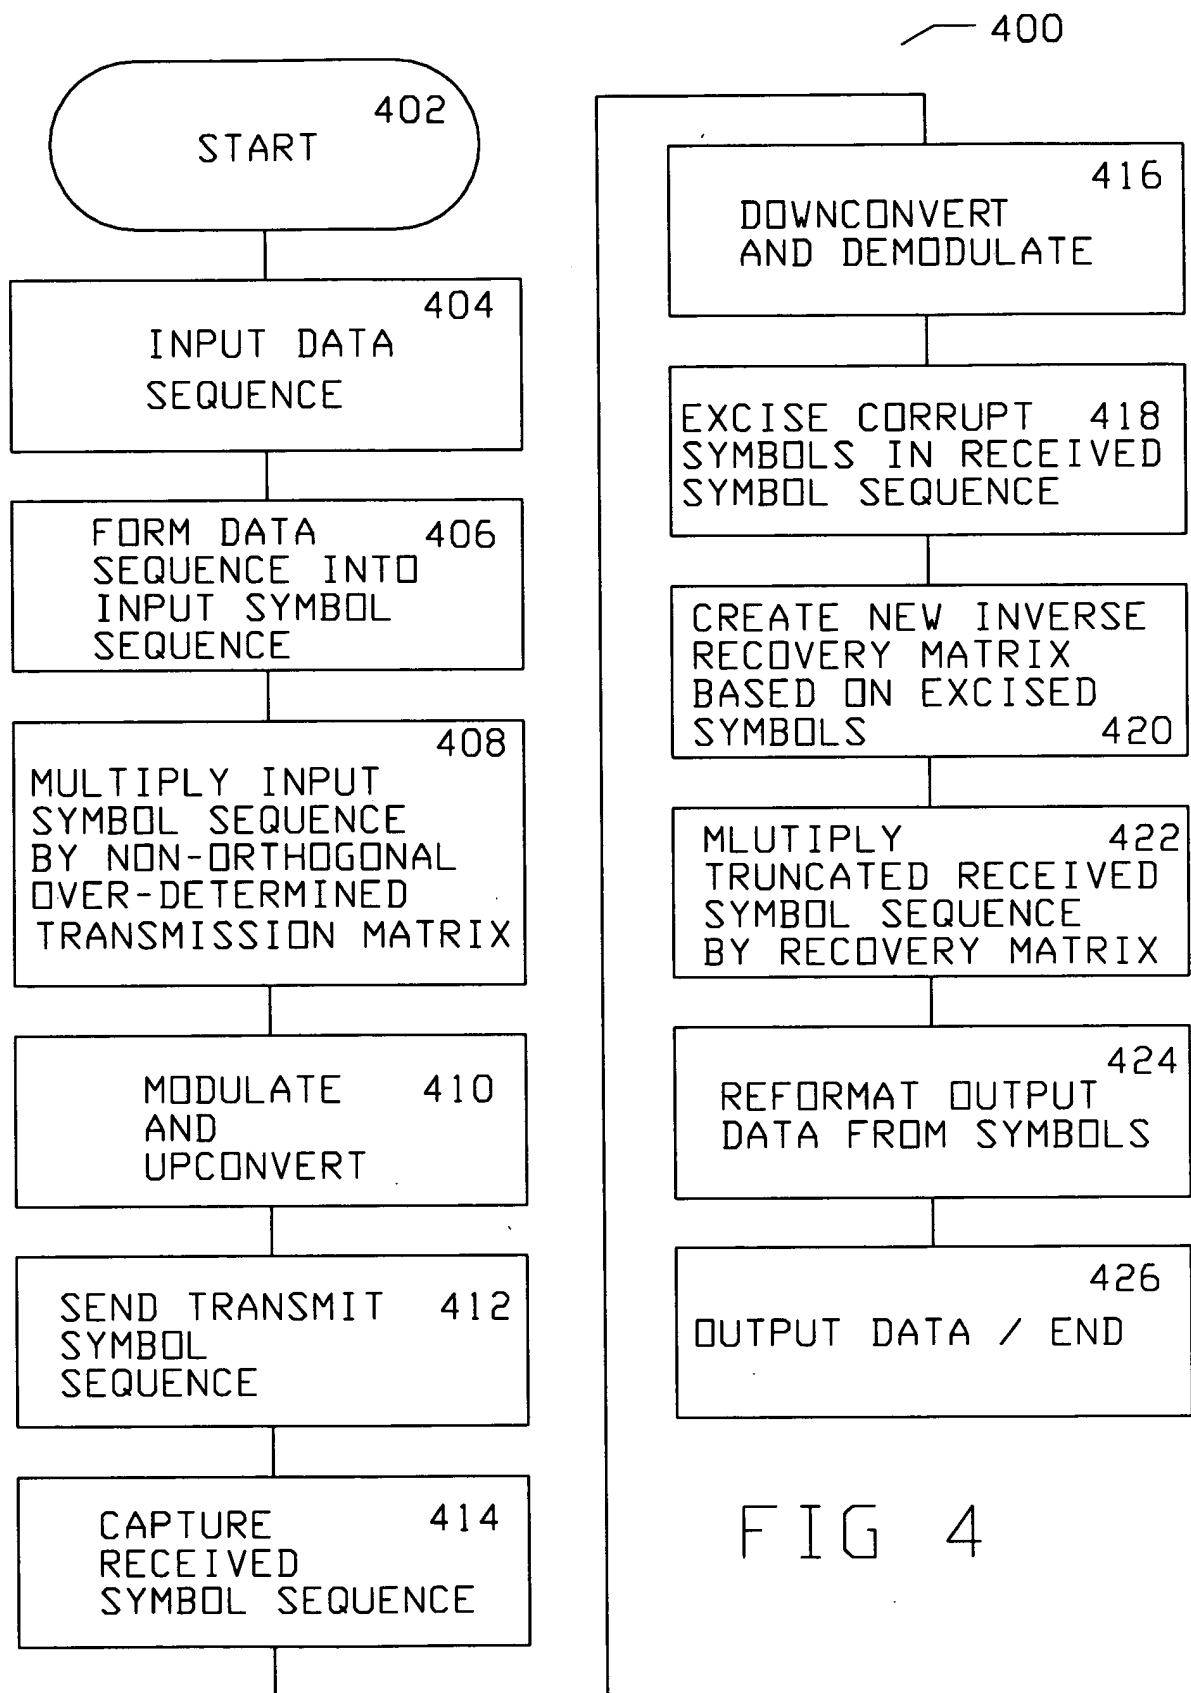 400
402
START
404
INPUT DATA
SEQUENCE
FORM DATA 406
SEQUENCE INTO
INPUT SYMBOL
SEQUENCE
408
MULTIPLY INPUT
SYMBOL SEQUENCE
BY NON-ORTHOGONAL
OVER-DETERMINED
TRANSMISSION MATRIX
MODULATE 410
AND
UPCONVERT
SEND TRANSMIT 412
SYMBOL
SEQUENCE
CAPTURE 414
RECEIVED
SYMBOL SEQUENCE
416
DOWNCONVERT
AND DEMODULATE
EXCISE CORRUPT 418
SYMBOLS IN RECEIVED
SYMBOL SEQUENCE
CREATE NEW INVERSE
RECOVERY MATRIX
BASED ON EXCISED
SYMBOLS 420
MLUTIPLY 422
TRUNCATED RECEIVED
SYMBOL SEQUENCE
BY RECOVERY MATRIX
424
REFORMAT OUTPUT
DATA FROM SYMBOLS
426
OUTPUT DATA / END
FIG 4